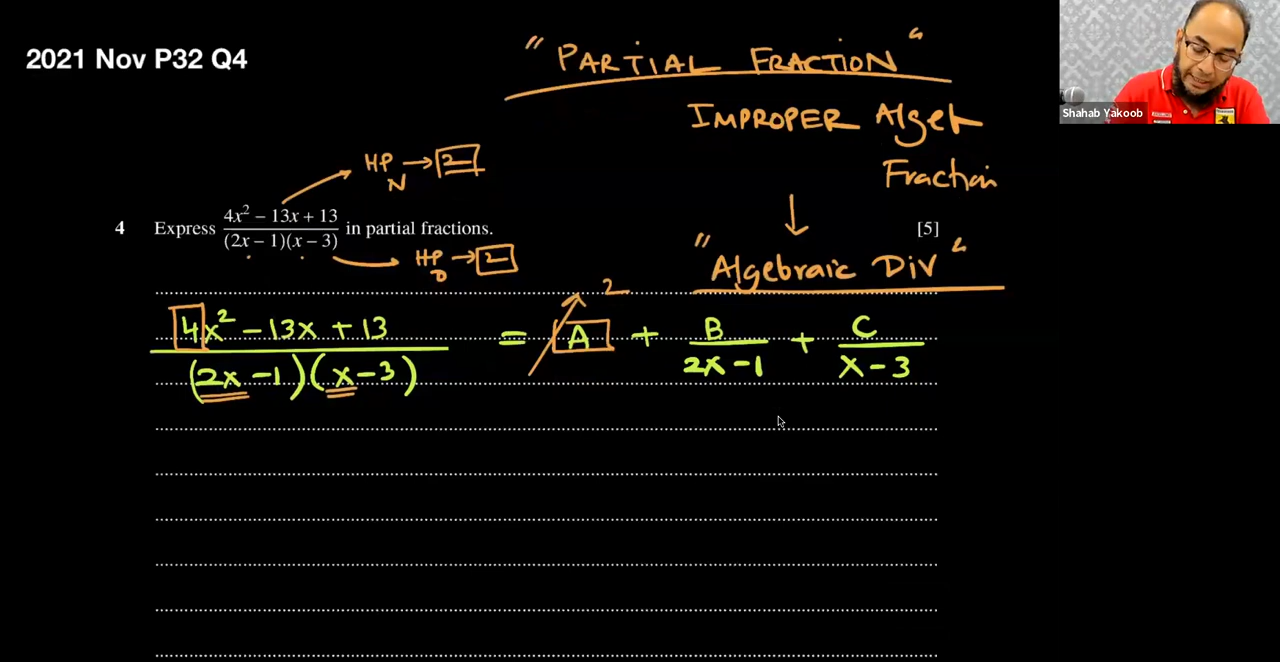 2021 Nov P32 Q4
"PARTIAL FRACTION"
IMPROPER Algeb
Fraction
Shahab Yakoob
HP N → 2
4 Express (4x² − 13x + 13)/((2x − 1)(x − 3)) in partial fractions. [5]
HP D → 2
"Algebraic Div"
(4x² − 13x + 13)/((2x − 1)(x − 3)) = A + B/(2x − 1) + C/(x − 3)
2